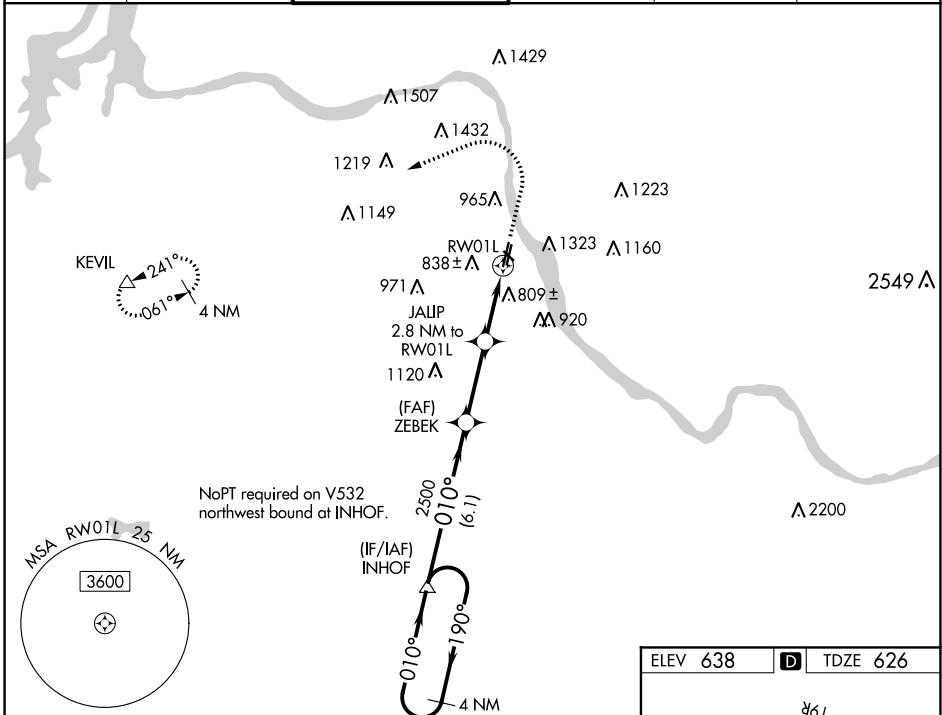 1429
1507
1432
1219
1223
965
1149
RW01L
1323
1160
838 ±
KEVIL
241°
061°
4 NM
971
809 ±
2549
JALIP
2.8 NM to
RW01L
920
1120
(FAF)
ZEBEK
NoPT required on V532
northwest bound at INHOF.
2500
010°
(6.1)
2200
(IF/IAF)
INHOF
MSA RW01L 25 NM
3600
010°
190°
4 NM
ELEV 638 D TDZE 626